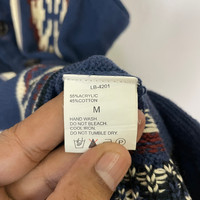 LB-4201
55%ACRYLIC
45%COTTON
M
HAND WASH
DO NOT BLEACH
COOL IRON
DO NOT TUMBLE DRY